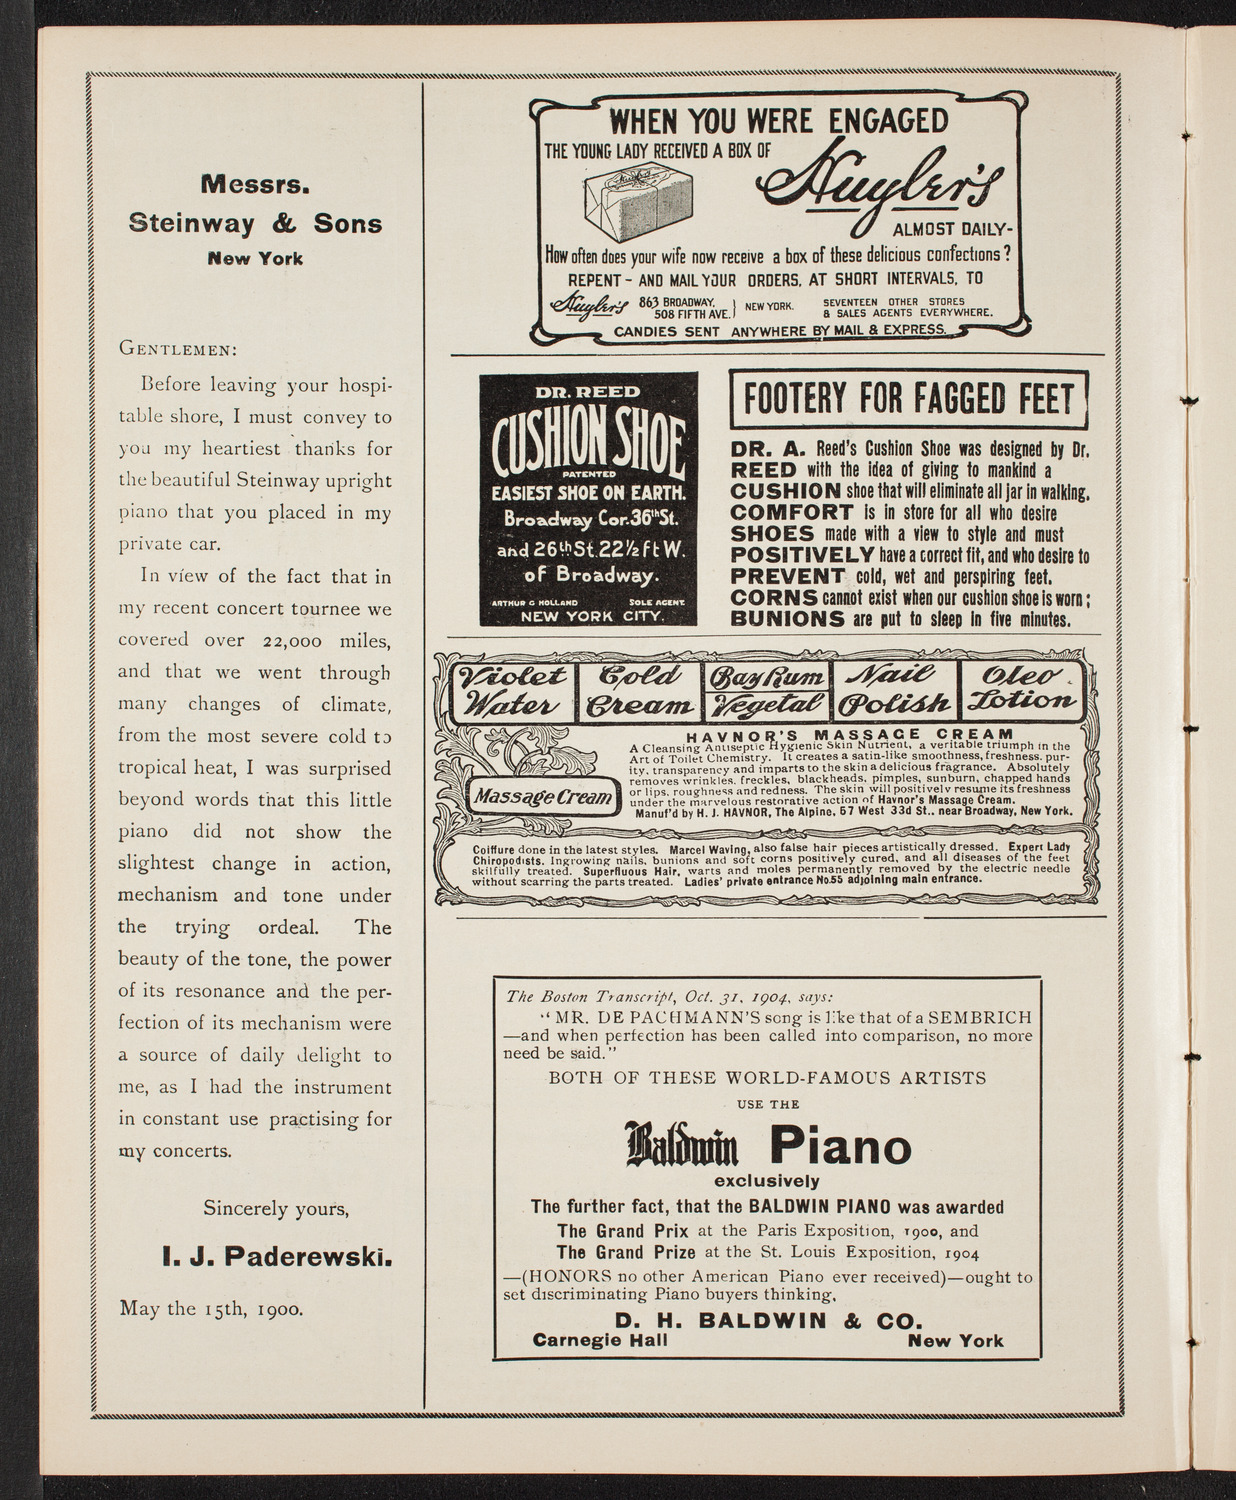 Messrs.
Steinway & Sons
New York
GENTLEMEN:
Before leaving your hospi-
table shore, I must convey to
you my heartiest thanks for
the beautiful Steinway upright
piano that you placed in my
private car.
In view of the fact that in
my recent concert tournee we
covered over 22,000 miles,
and that we went through
many changes of climate,
from the most severe cold to
tropical heat, I was surprised
beyond words that this little
piano did not show the
slightest change in action,
mechanism and tone under
the trying ordeal. The
beauty of the tone, the power
of its resonance and the per-
fection of its mechanism were
a source of daily delight to
me, as I had the instrument
in constant use practising for
my concerts.
Sincerely yours,
I. J. Paderewski.
May the 15th, 1900.
WHEN YOU WERE ENGAGED
THE YOUNG LADY RECEIVED A BOX OF
Huyler's
ALMOST DAILY-
How often does your wife now receive a box of these delicious confections?
REPENT - AND MAIL YOUR ORDERS, AT SHORT INTERVALS, TO
Huyler's 863 BROADWAY, 508 FIFTH AVE. } NEW YORK. SEVENTEEN OTHER STORES & SALES AGENTS EVERYWHERE.
CANDIES SENT ANYWHERE BY MAIL & EXPRESS.
DR. REED
CUSHION SHOE
PATENTED
EASIEST SHOE ON EARTH.
Broadway Cor. 36th St.
and 26th St. 22½ ft W.
of Broadway.
ARTHUR G HOLLAND SOLE AGENT
NEW YORK CITY.
FOOTERY FOR FAGGED FEET
DR. A. Reed's Cushion Shoe was designed by Dr.
REED with the idea of giving to mankind a
CUSHION shoe that will eliminate all jar in walking.
COMFORT is in store for all who desire
SHOES made with a view to style and must
POSITIVELY have a correct fit, and who desire to
PREVENT cold, wet and perspiring feet.
CORNS cannot exist when our cushion shoe is worn;
BUNIONS are put to sleep in five minutes.
Violet Water
Cold Cream
Bay Rum
Vegetal
Nail Polish
Oleo Lotion
Massage Cream
HAVNOR'S MASSAGE CREAM
A Cleansing Antiseptic Hygienic Skin Nutrient, a veritable triumph in the
Art of Toilet Chemistry. It creates a satin-like smoothness, freshness, pur-
ity, transparency and imparts to the skin a delicious fragrance. Absolutely
removes wrinkles, freckles, blackheads, pimples, sunburn, chapped hands
or lips, roughness and redness. The skin will positively resume its freshness
under the marvelous restorative action of Havnor's Massage Cream.
Manuf'd by H. J. HAVNOR, The Alpine, 57 West 33d St., near Broadway, New York.
Coiffure done in the latest styles. Marcel Waving, also false hair pieces artistically dressed. Expert Lady
Chiropodists. Ingrowing nails, bunions and soft corns positively cured, and all diseases of the feet
skilfully treated. Superfluous Hair, warts and moles permanently removed by the electric needle
without scarring the parts treated. Ladies' private entrance No.55 adjoining main entrance.
The Boston Transcript, Oct. 31, 1904, says:
"MR. DE PACHMANN'S song is like that of a SEMBRICH
—and when perfection has been called into comparison, no more
need be said."
BOTH OF THESE WORLD-FAMOUS ARTISTS
USE THE
Baldwin Piano
exclusively
The further fact, that the BALDWIN PIANO was awarded
The Grand Prix at the Paris Exposition, 1900, and
The Grand Prize at the St. Louis Exposition, 1904
—(HONORS no other American Piano ever received)—ought to
set discriminating Piano buyers thinking,
D. H. BALDWIN & CO.
Carnegie Hall New York